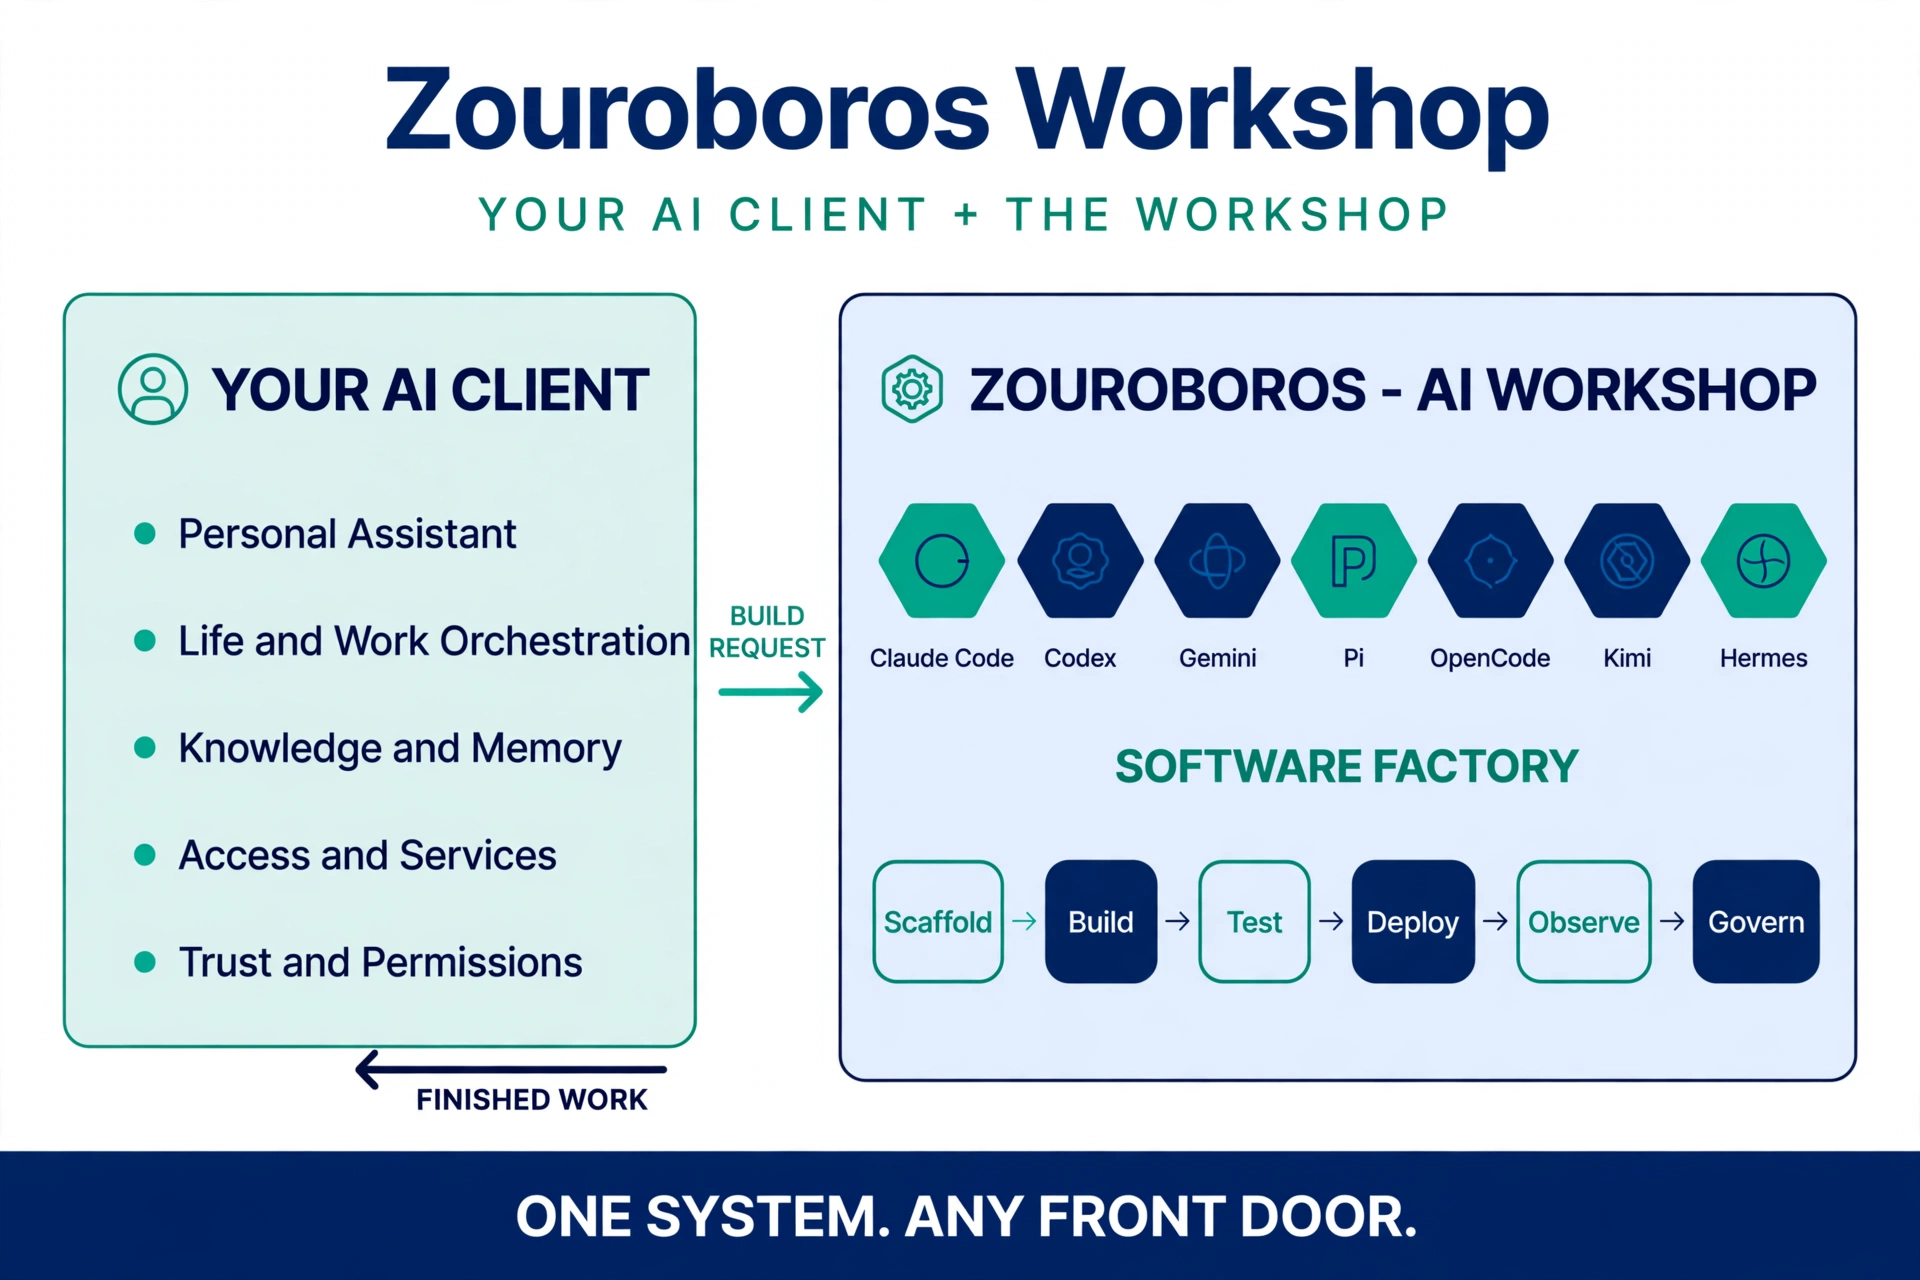 Zouroboros Workshop
YOUR AI CLIENT + THE WORKSHOP
YOUR AI CLIENT
Personal Assistant
Life and Work Orchestration
Knowledge and Memory
Access and Services
Trust and Permissions
BUILD
REQUEST
FINISHED WORK
ZOUROBOROS - AI WORKSHOP
Claude Code Codex Gemini Pi OpenCode Kimi Hermes
SOFTWARE FACTORY
Scaffold → Build → Test → Deploy → Observe → Govern
ONE SYSTEM. ANY FRONT DOOR.